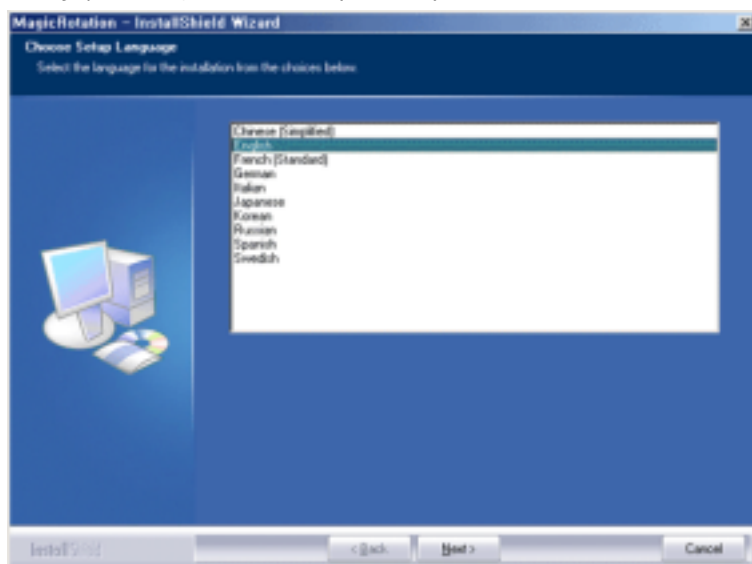 MagicRotation - InstallShield Wizard
Choose Setup Language
Select the language for the installation from the choices below.
Chinese (Simplified)
English
French (Standard)
German
Italian
Japanese
Korean
Russian
Spanish
Swedish
InstallShield
< Back
Next >
Cancel